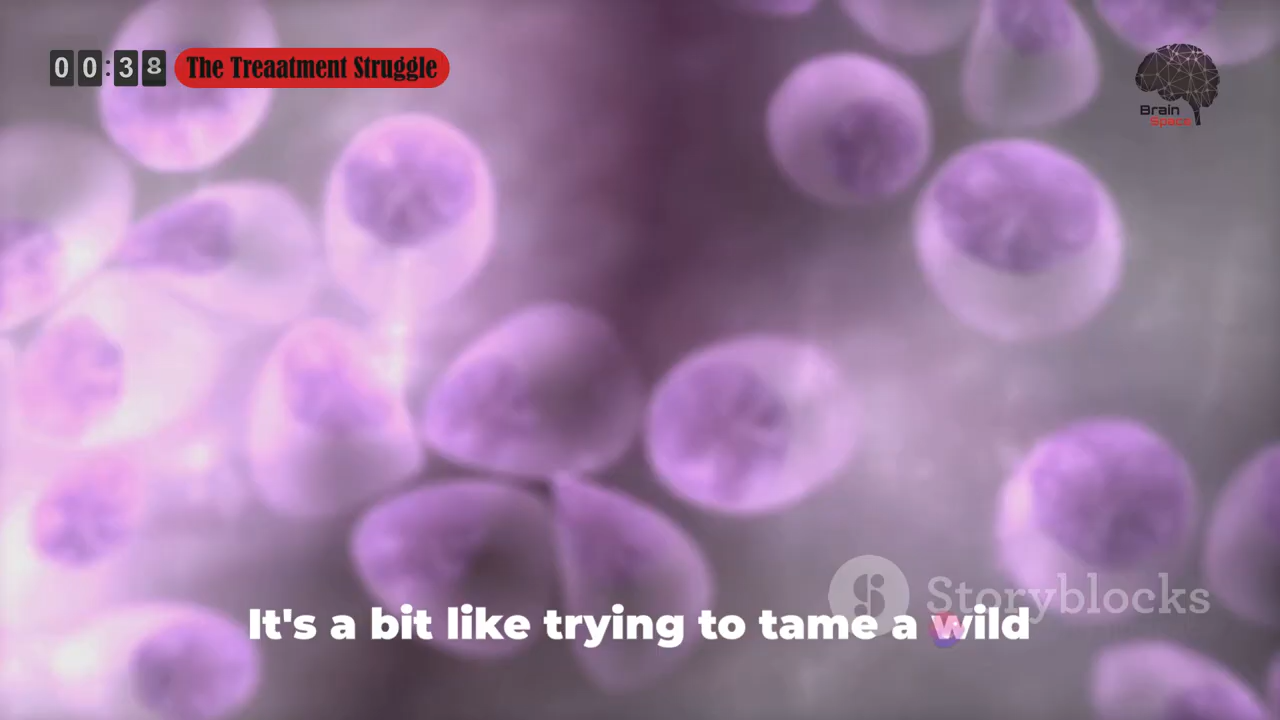 00:38
The Treaatment Struggle
Brain
Space
Storyblocks
It's a bit like trying to tame a wild